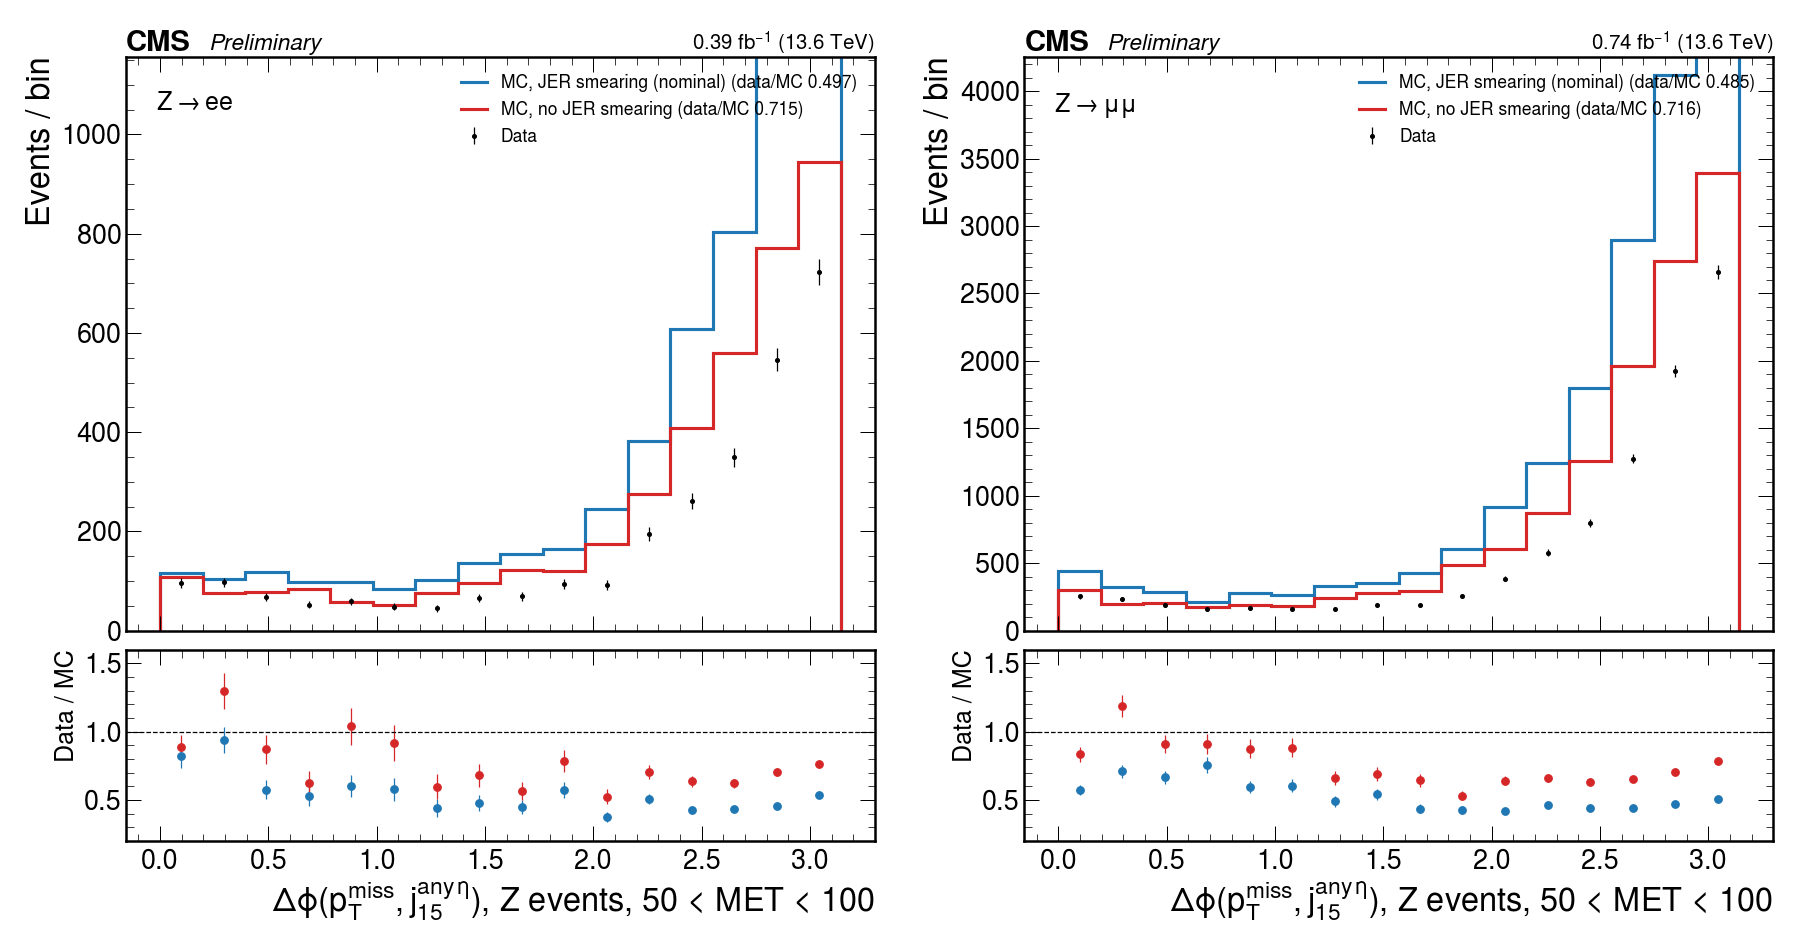 CMS Preliminary 0.39 fb⁻¹ (13.6 TeV)
Events / bin
Z→ee
MC, JER smearing (nominal) (data/MC 0.497)
MC, no JER smearing (data/MC 0.715)
Data
1000
800
600
400
200
0
Data / MC
1.5
1.0
0.5
0.0 0.5 1.0 1.5 2.0 2.5 3.0
Δϕ(p_T^miss, j_15^any η), Z events, 50 < MET < 100
CMS Preliminary 0.74 fb⁻¹ (13.6 TeV)
Events / bin
Z→μμ
MC, JER smearing (nominal) (data/MC 0.485)
MC, no JER smearing (data/MC 0.716)
Data
4000
3500
3000
2500
2000
1500
1000
500
0
Data / MC
1.5
1.0
0.5
0.0 0.5 1.0 1.5 2.0 2.5 3.0
Δϕ(p_T^miss, j_15^any η), Z events, 50 < MET < 100